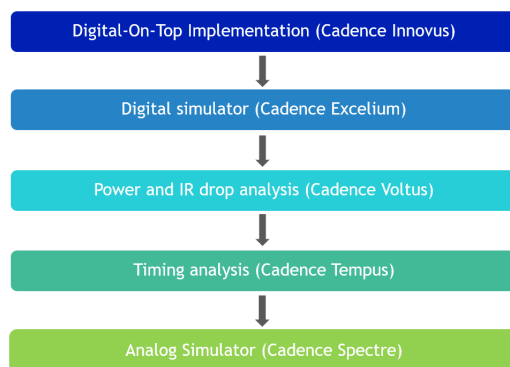 Digital-On-Top Implementation (Cadence Innovus)
Digital simulator (Cadence Excelium)
Power and IR drop analysis (Cadence Voltus)
Timing analysis (Cadence Tempus)
Analog Simulator (Cadence Spectre)